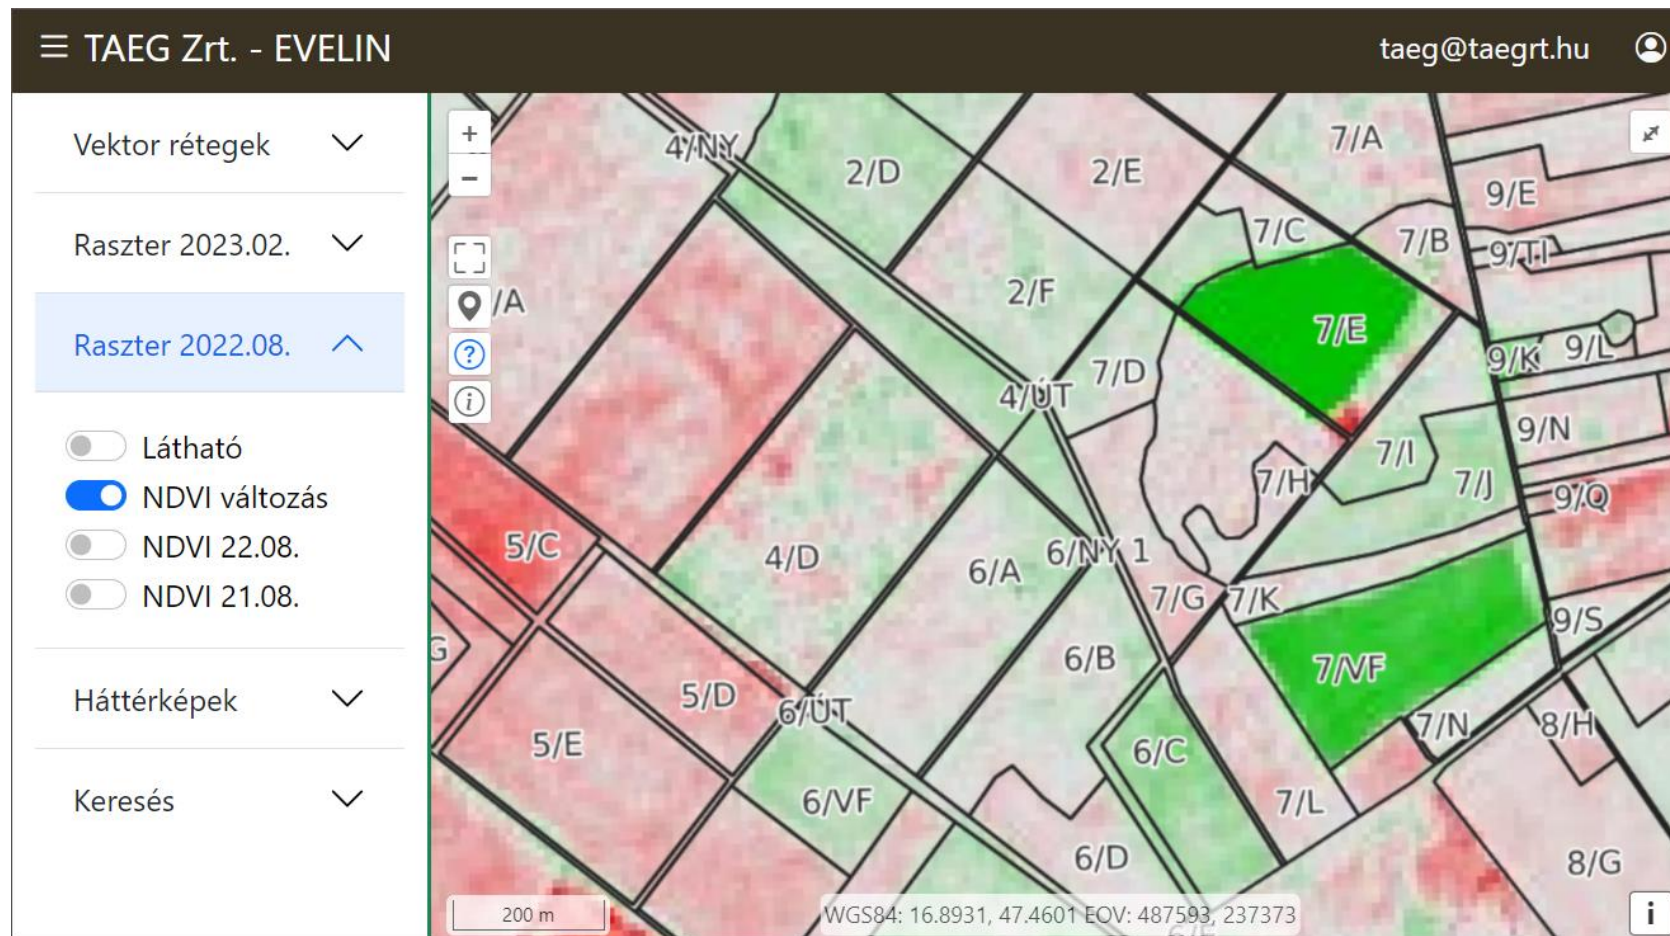 TAEG Zrt. - EVELIN
taeg@taegrt.hu
Vektor rétegek
Raszter 2023.02.
Raszter 2022.08.
Látható
NDVI változás
NDVI 22.08.
NDVI 21.08.
Háttérképek
Keresés
+
−
?
i
4/NY
2/D
2/E
7/A
9/E
7/C
7/B
9/TI
/A
2/F
7/E
9/K
9/L
7/D
4/ÚT
9/N
7/I
7/H
7/J
9/Q
5/C
4/D
6/A
6/NY 1
7/G
7/K
9/S
G
6/B
7/VF
5/D
6/ÚT
7/N
8/H
5/E
6/C
6/VF
7/L
6/D
8/G
200 m
WGS84: 16.8931, 47.4601 EOV: 487593, 237373
i